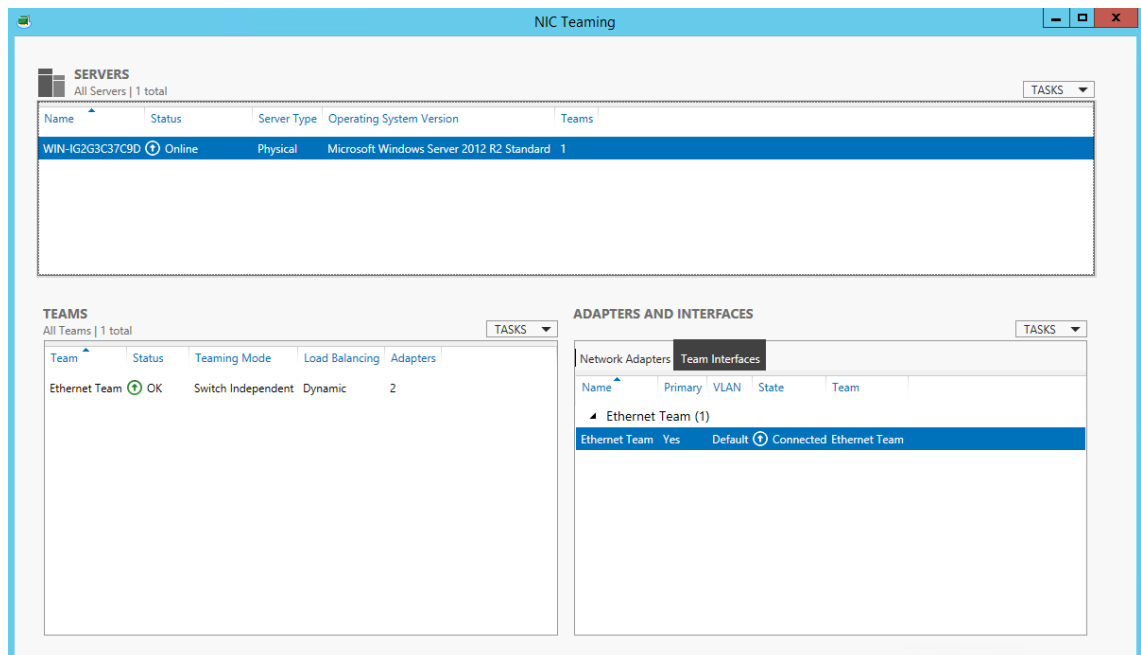 NIC Teaming
SERVERS
All Servers | 1 total
TASKS
Name Status Server Type Operating System Version Teams
WIN-IG2G3C37C9D Online Physical Microsoft Windows Server 2012 R2 Standard 1
TEAMS
All Teams | 1 total
TASKS
Team Status Teaming Mode Load Balancing Adapters
Ethernet Team OK Switch Independent Dynamic 2
ADAPTERS AND INTERFACES
TASKS
Network Adapters Team Interfaces
Name Primary VLAN State Team
Ethernet Team (1)
Ethernet Team Yes Default Connected Ethernet Team